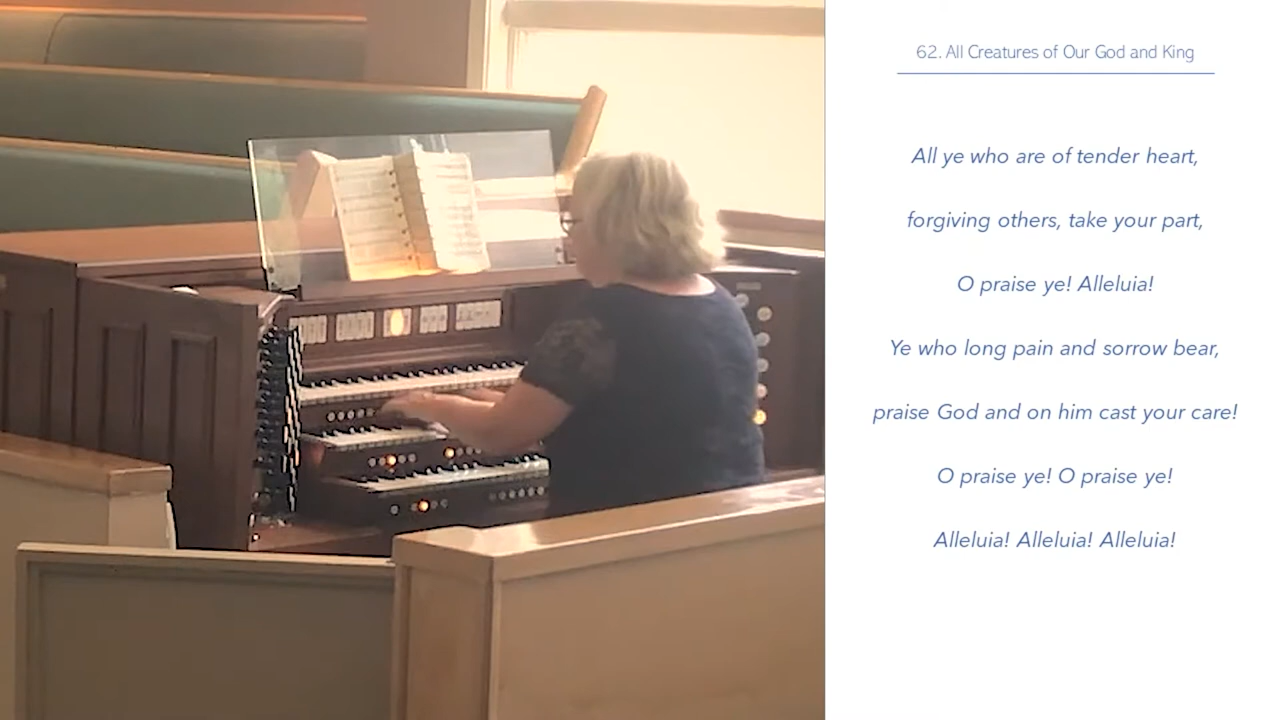 62. All Creatures of Our God and King
All ye who are of tender heart,
forgiving others, take your part,
O praise ye! Alleluia!
Ye who long pain and sorrow bear,
praise God and on him cast your care!
O praise ye! O praise ye!
Alleluia! Alleluia! Alleluia!